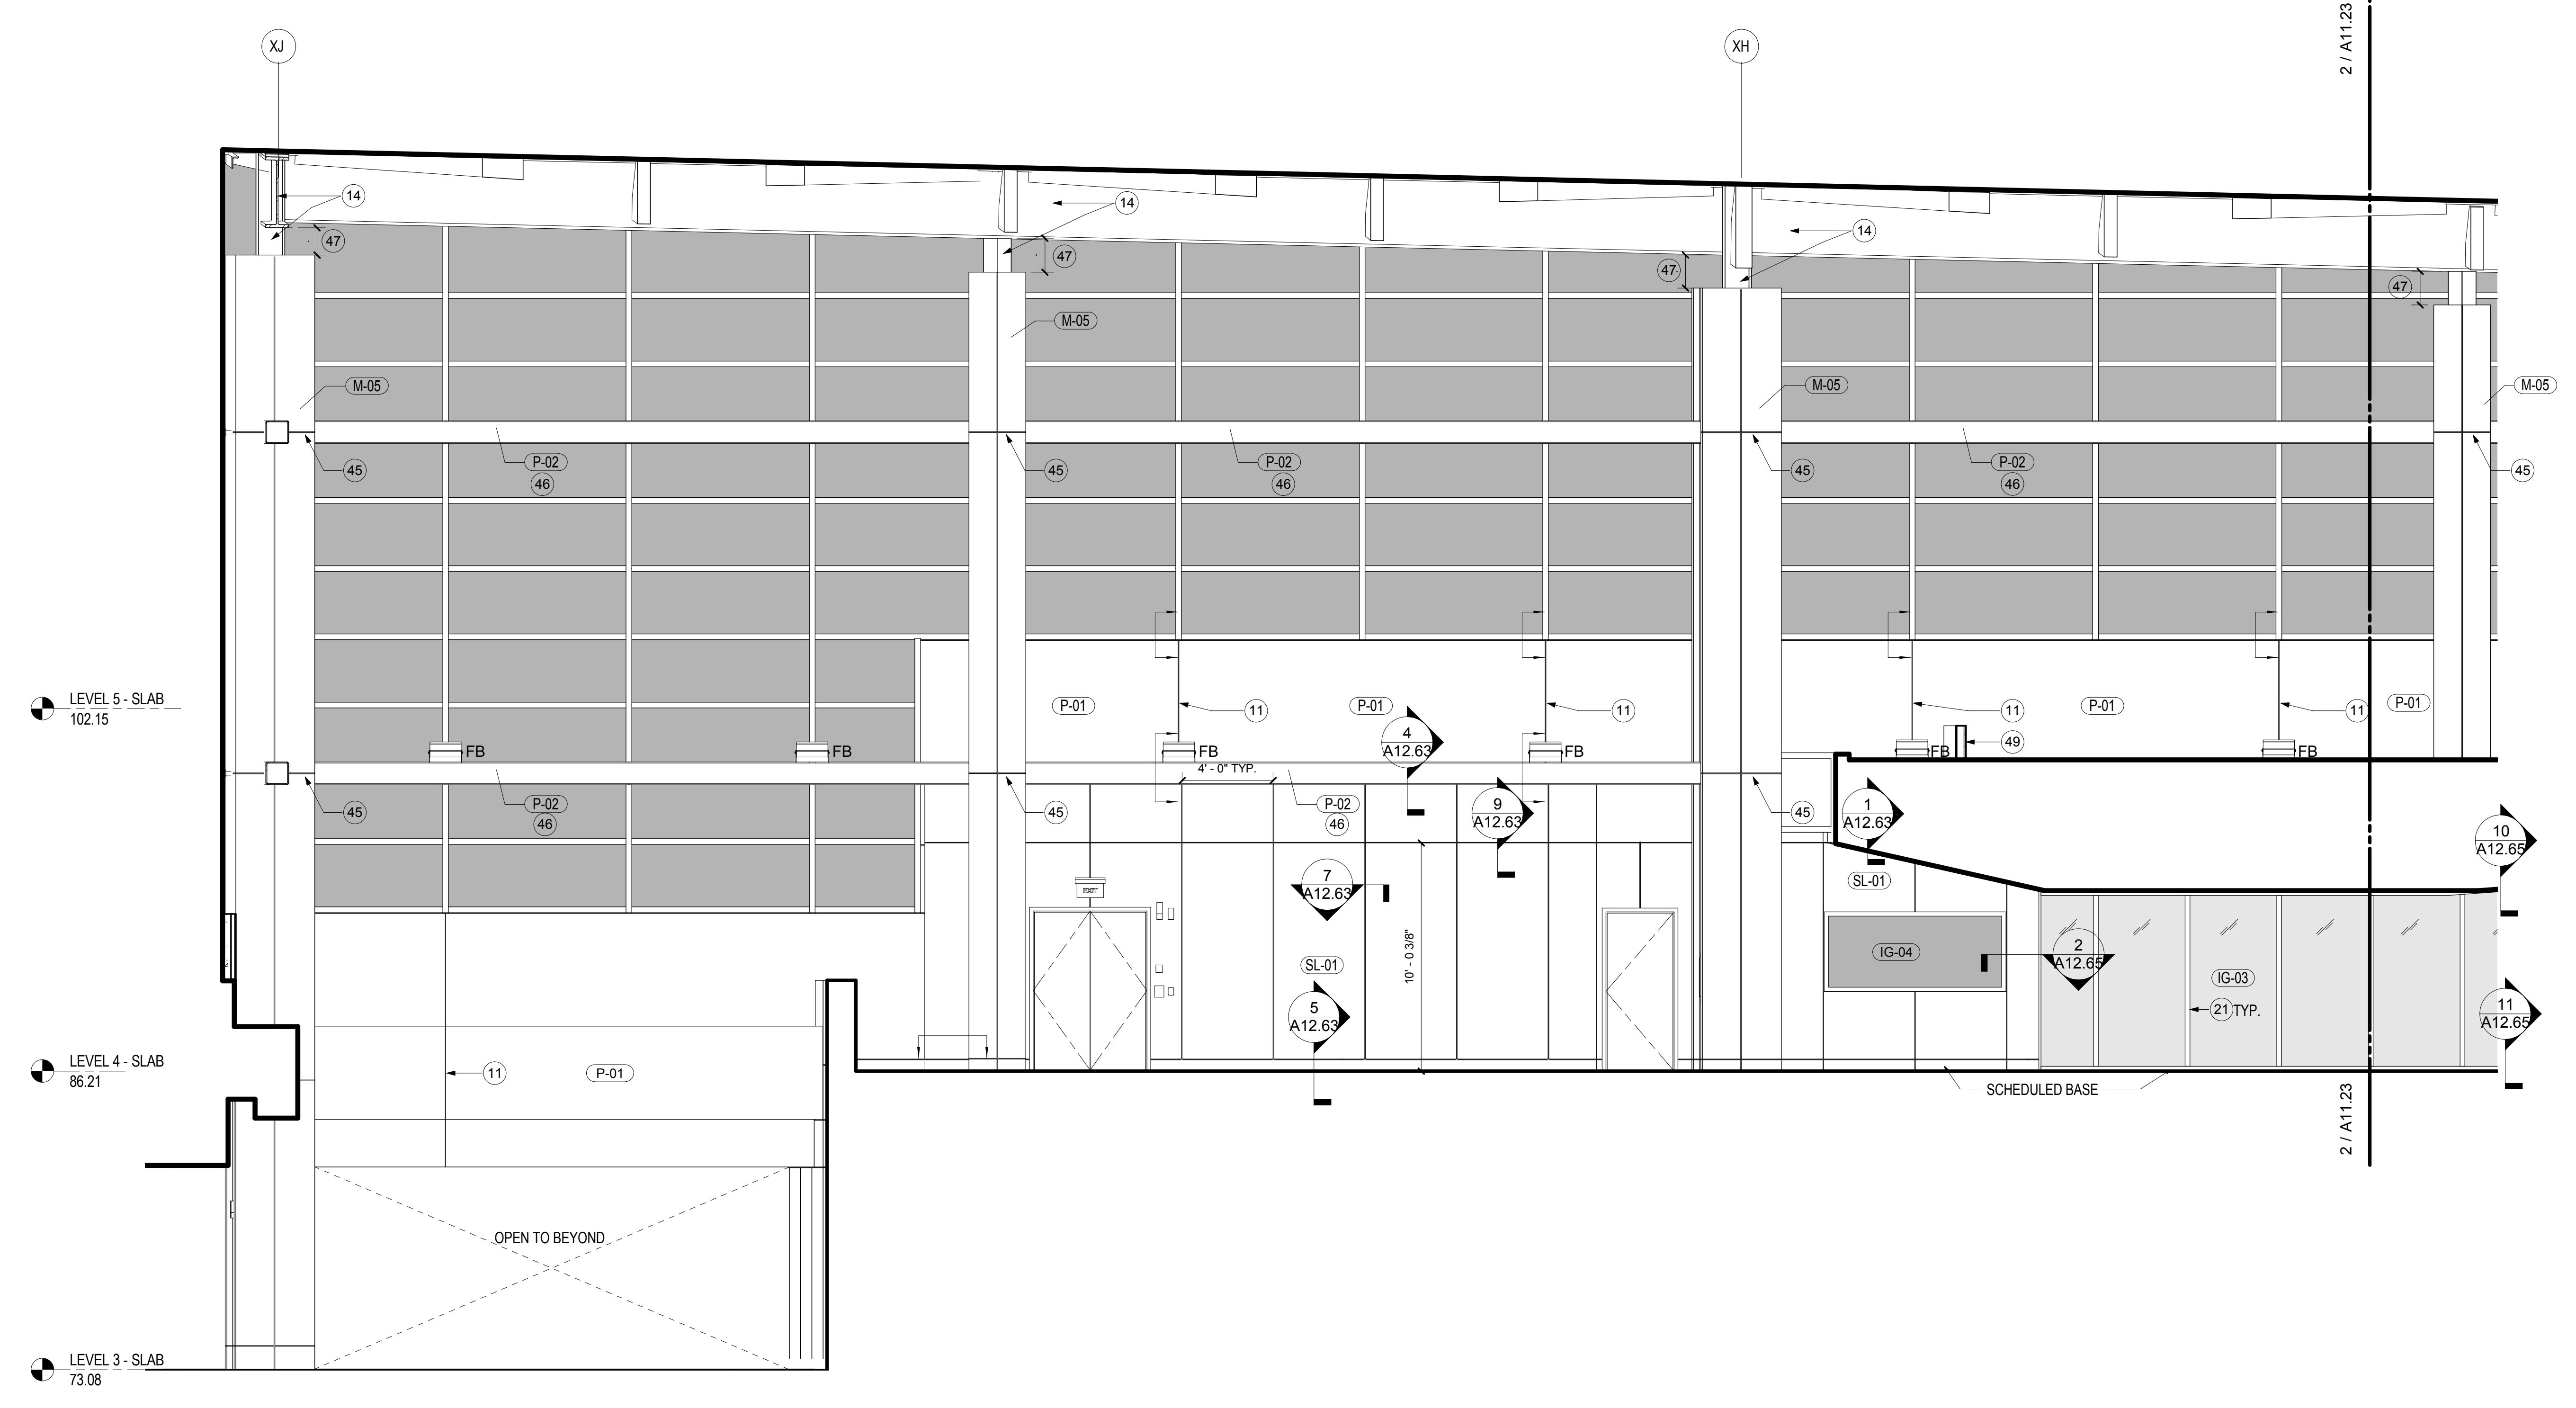 XJ
XH
2 / A11.23
14
14
14
47
47
47
47
M-05
M-05
M-05
M-05
45
P-02
46
45
P-02
46
45
P-02
46
45
LEVEL 5 - SLAB
102.15
P-01
11
P-01
11
11
P-01
11
P-01
4
A12.63
49
FB
FB
FB
FB
FB
FB
4' - 0" TYP.
45
P-02
46
45
P-02
46
45
9
A12.63
1
A12.63
10
A12.65
EXIT
7
A12.63
SL-01
10' - 0 3/8"
SL-01
IG-04
2
A12.65
IG-03
21 TYP.
5
A12.63
11
A12.65
LEVEL 4 - SLAB
86.21
11
P-01
SCHEDULED BASE
2 / A11.23
OPEN TO BEYOND
LEVEL 3 - SLAB
73.08